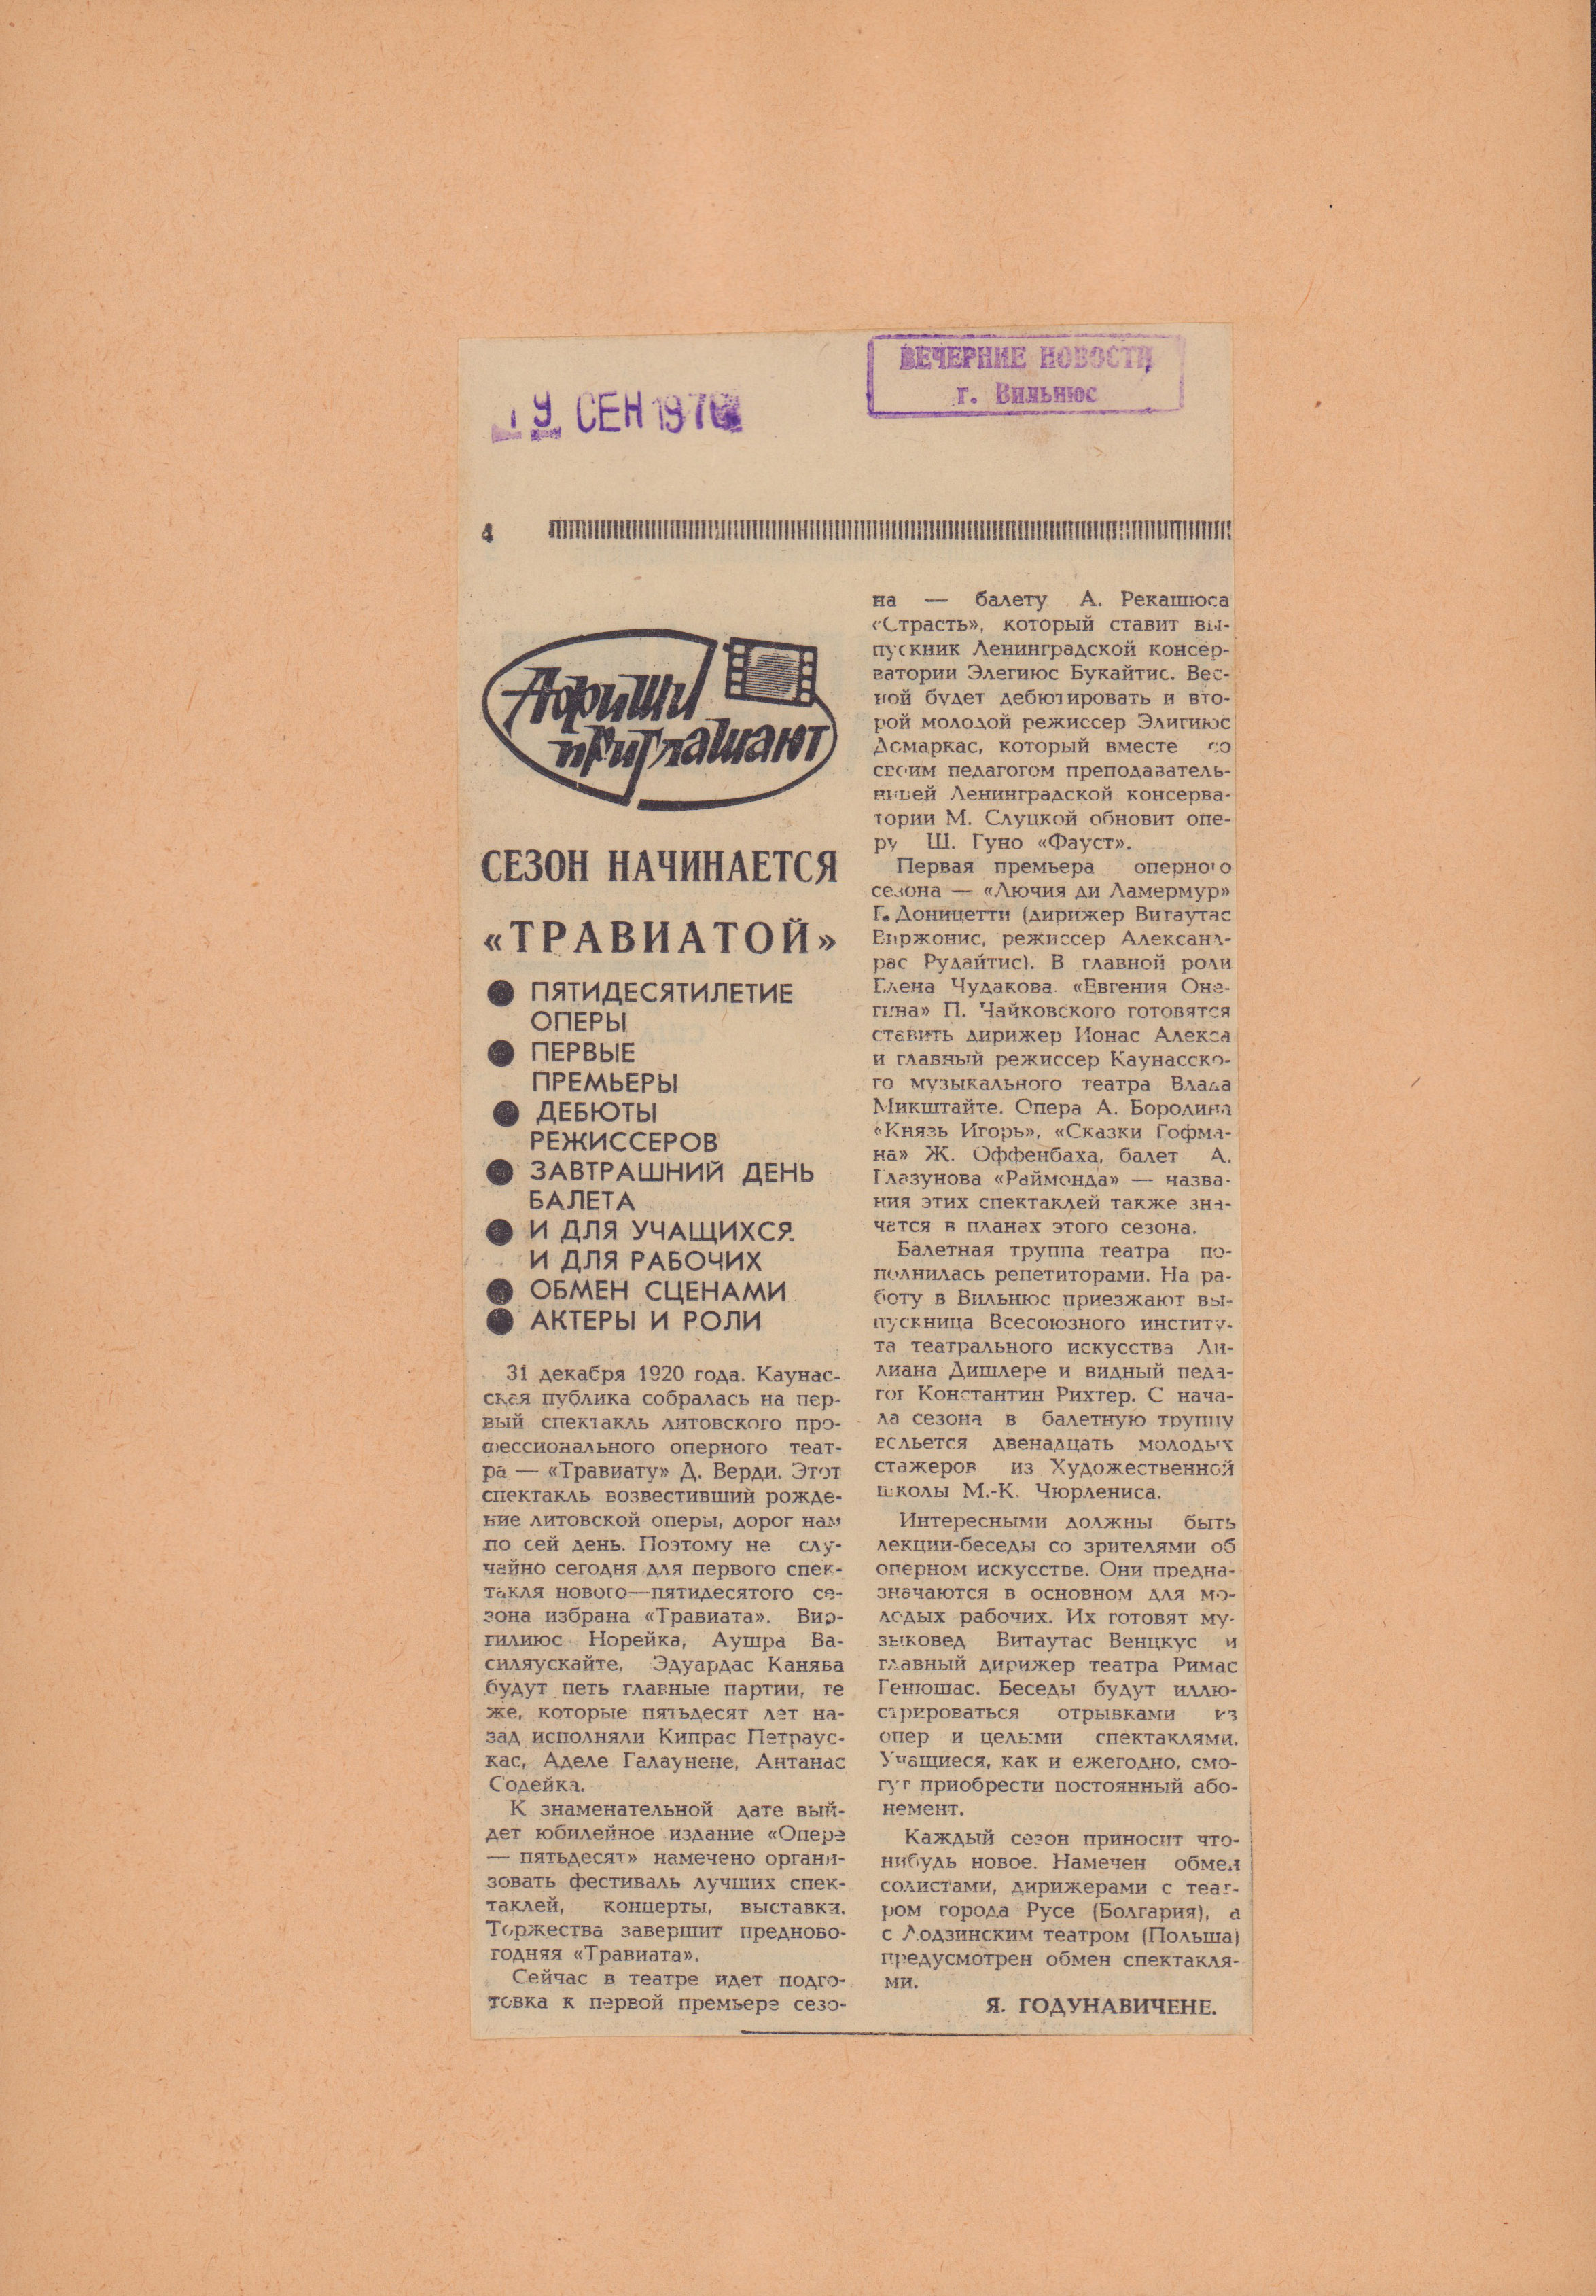 19 СЕН 1970
ВЕЧЕРНИЕ НОВОСТИ
г. Вильнюс
4
Афиши
приглашают
СЕЗОН НАЧИНАЕТСЯ
«ТРАВИАТОЙ»
● ПЯТИДЕСЯТИЛЕТИЕ
ОПЕРЫ
● ПЕРВЫЕ
ПРЕМЬЕРЫ
● ДЕБЮТЫ
РЕЖИССЕРОВ
● ЗАВТРАШНИЙ ДЕНЬ
БАЛЕТА
● И ДЛЯ УЧАЩИХСЯ.
И ДЛЯ РАБОЧИХ
● ОБМЕН СЦЕНАМИ
● АКТЕРЫ И РОЛИ
31 декабря 1920 года. Каунас-
ская публика собралась на пер-
вый спектакль литовского про-
фессионального оперного теат-
ра — «Травиату» Д. Верди. Этот
спектакль возвестивший рожде-
ние литовской оперы, дорог нам
по сей день. Поэтому не слу-
чайно сегодня для первого спек-
такля нового—пятидесятого се-
зона избрана «Травиата». Вир-
гилиюс Норейка, Аушра Ва-
силяускайте, Эдуардас Канява
будут петь главные партии, те
же, которые пятьдесят лет на-
зад исполняли Кипрас Петраус-
кас, Аделе Галаунене, Антанас
Содейка.
К знаменательной дате вый-
дет юбилейное издание «Опере
— пятьдесят» намечено органи-
зовать фестиваль лучших спек-
таклей, концерты, выставки.
Торжества завершит предново-
годняя «Травиата».
Сейчас в театре идет подго-
товка к первой премьере сезо-
на — балету А. Рекашюса
«Страсть», который ставит вы-
пускник Ленинградской консер-
ватории Элегиюс Букайтис. Вес-
ной будет дебютировать и вто-
рой молодой режиссер Элигиюс
Домаркас, который вместе со
своим педагогом преподаватель-
ницей Ленинградской консерва-
тории М. Слуцкой обновит опе-
ру Ш. Гуно «Фауст».
Первая премьера оперного
сезона — «Лючия ди Ламермур»
Г. Доницетти (дирижер Витаутас
Виржонис, режиссер Александ-
рас Рудайтис). В главной роли
Елена Чудакова. «Евгения Оне-
гина» П. Чайковского готовятся
ставить дирижер Ионас Алекса
и главный режиссер Каунасско-
го музыкального театра Влада
Микштайте. Опера А. Бородина
«Князь Игорь», «Сказки Гофма-
на» Ж. Оффенбаха, балет А.
Глазунова «Раймонда» — назва-
ния этих спектаклей также зна-
чатся в планах этого сезона.
Балетная труппа театра по-
полнилась репетиторами. На ра-
боту в Вильнюс приезжают вы-
пускница Всесоюзного институ-
та театрального искусства Ли-
лиана Дишлере и видный педа-
гог Константин Рихтер. С нача-
ла сезона в балетную труппу
вольется двенадцать молодых
стажеров из Художественной
школы М.-К. Чюрлениса.
Интересными должны быть
лекции-беседы со зрителями об
оперном искусстве. Они предна-
значаются в основном для мо-
лодых рабочих. Их готовят му-
зыковед Витаутас Венцкус и
главный дирижер театра Римас
Генюшас. Беседы будут иллю-
стрироваться отрывками из
опер и целыми спектаклями.
Учащиеся, как и ежегодно, смо-
гут приобрести постоянный або-
немент.
Каждый сезон приносит что-
нибудь новое. Намечен обмен
солистами, дирижерами с теат-
ром города Русе (Болгария), а
с Лодзинским театром (Польша)
предусмотрен обмен спектакля-
ми.
Я. ГОДУНАВИЧЕНЕ.